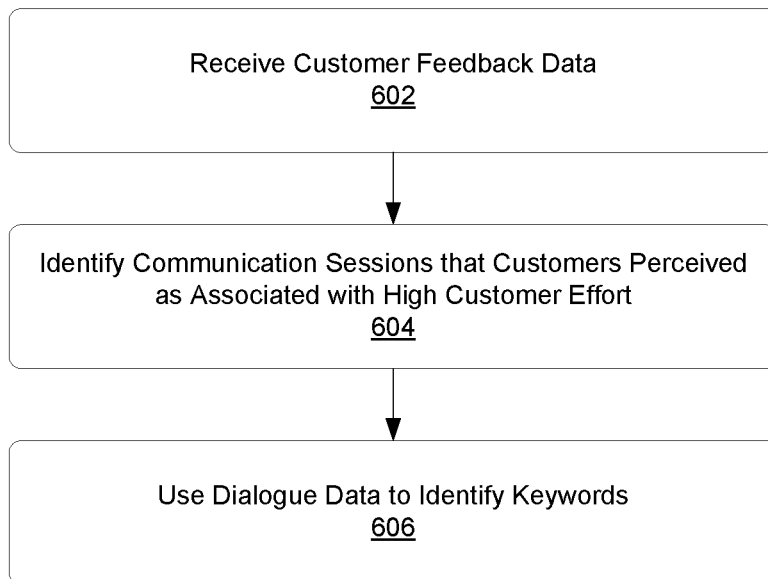 Receive Customer Feedback Data
602
Identify Communication Sessions that Customers Perceived
as Associated with High Customer Effort
604
Use Dialogue Data to Identify Keywords
606